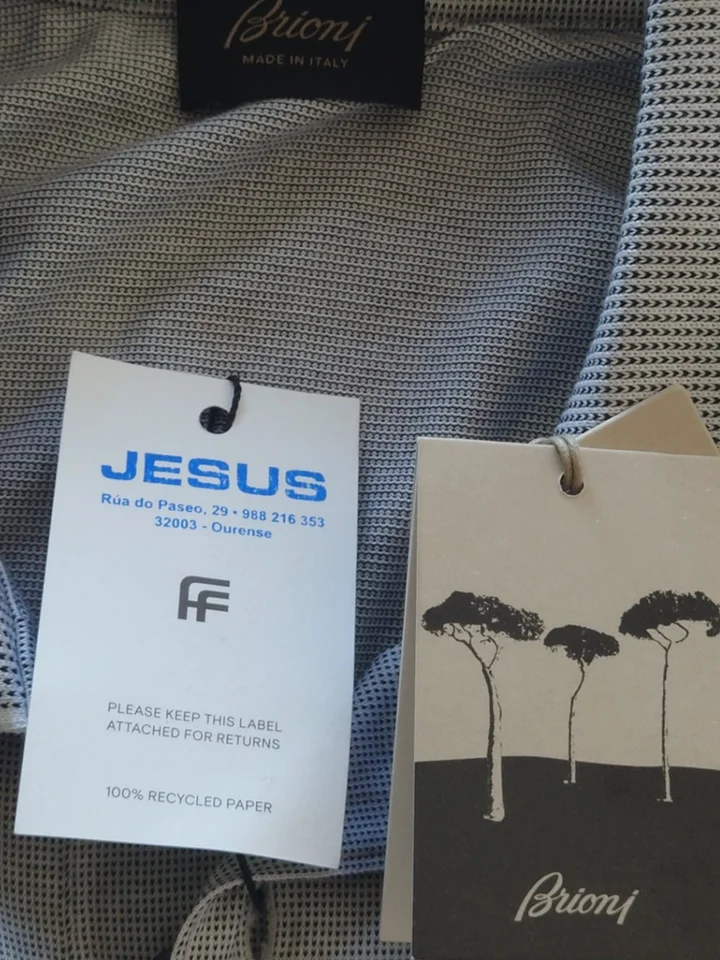 Brioni
MADE IN ITALY
JESUS
Rúa do Paseo, 29 • 988 216 353
32003 - Ourense
FF
PLEASE KEEP THIS LABEL
ATTACHED FOR RETURNS
100% RECYCLED PAPER
Brioni